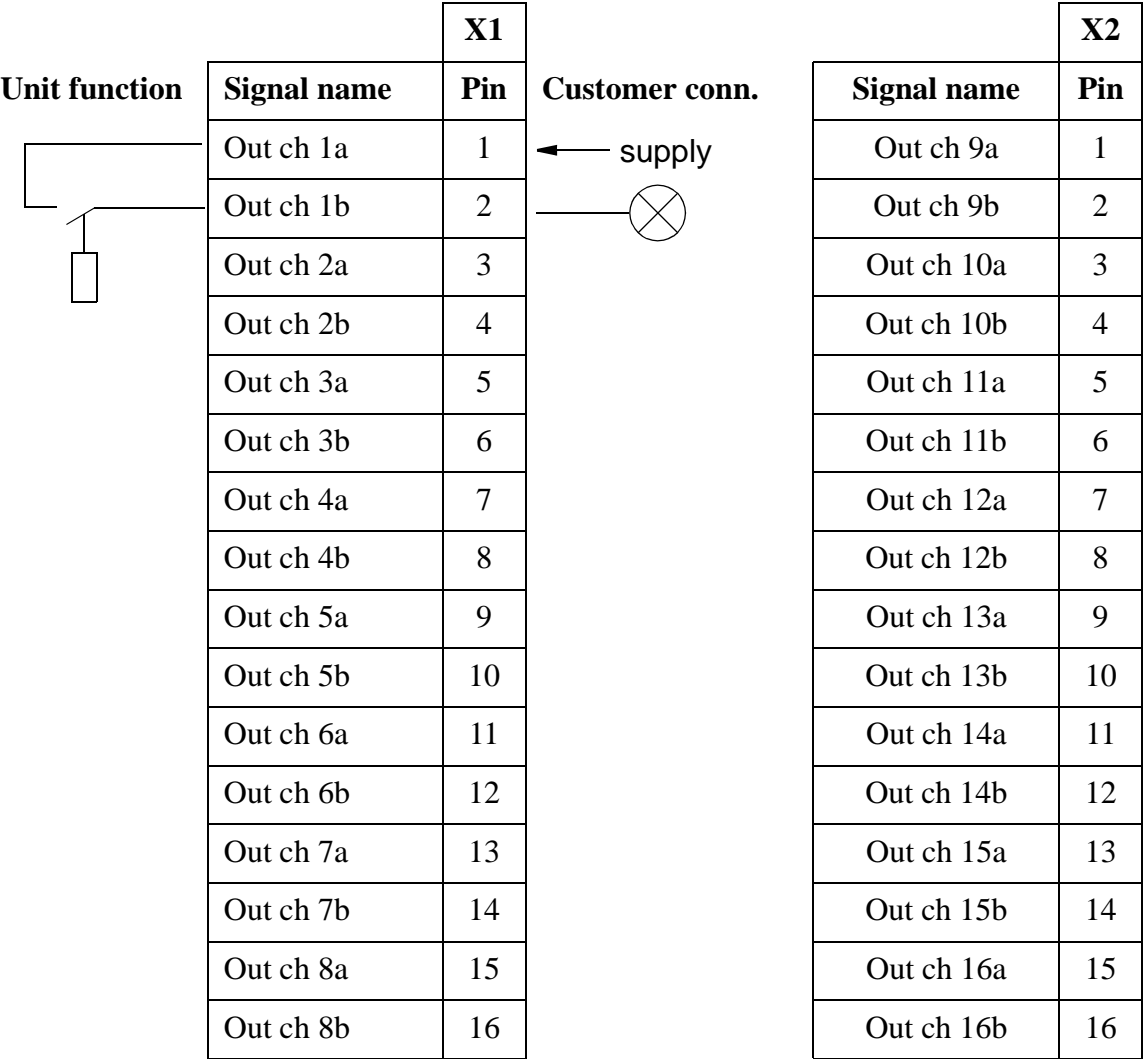 X1 X2
Unit function Signal name Pin Customer conn. Signal name Pin
Out ch 1a 1 supply Out ch 9a 1
Out ch 1b 2 Out ch 9b 2
Out ch 2a 3 Out ch 10a 3
Out ch 2b 4 Out ch 10b 4
Out ch 3a 5 Out ch 11a 5
Out ch 3b 6 Out ch 11b 6
Out ch 4a 7 Out ch 12a 7
Out ch 4b 8 Out ch 12b 8
Out ch 5a 9 Out ch 13a 9
Out ch 5b 10 Out ch 13b 10
Out ch 6a 11 Out ch 14a 11
Out ch 6b 12 Out ch 14b 12
Out ch 7a 13 Out ch 15a 13
Out ch 7b 14 Out ch 15b 14
Out ch 8a 15 Out ch 16a 15
Out ch 8b 16 Out ch 16b 16